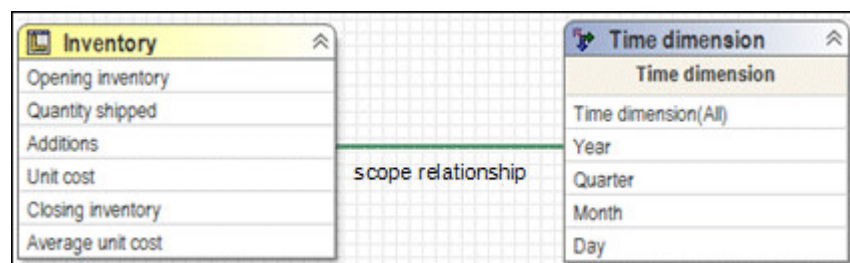 Inventory
Opening inventory
Quantity shipped
Additions
Unit cost
Closing inventory
Average unit cost
scope relationship
Time dimension
Time dimension
Time dimension(All)
Year
Quarter
Month
Day